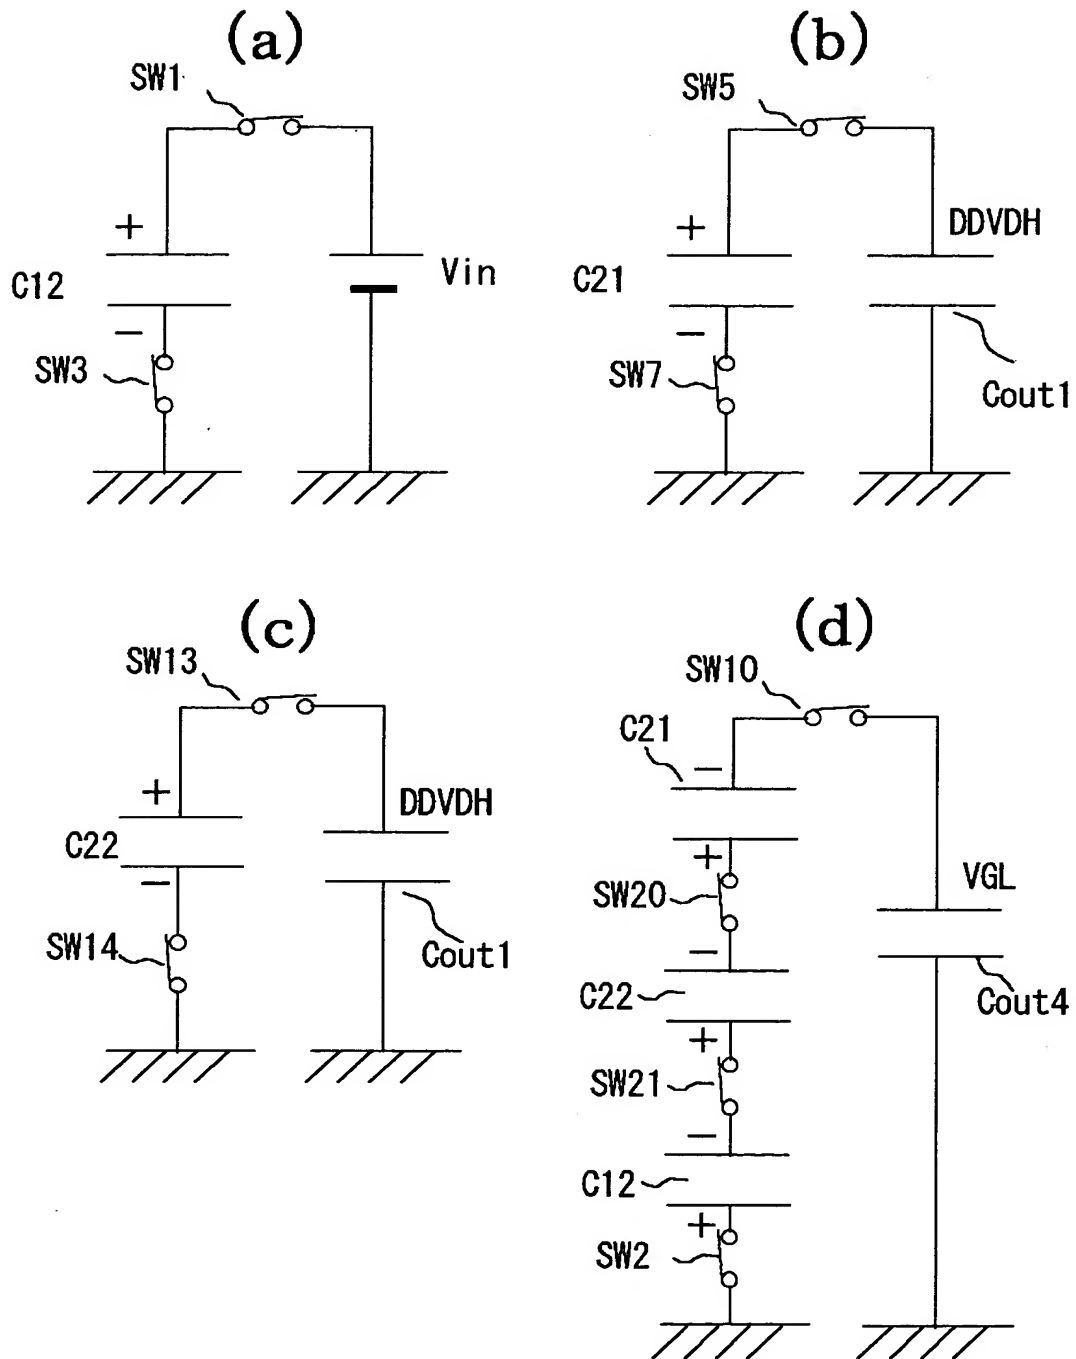 (a)
SW1
+
C12
Vin
−
SW3
(b)
SW5
+
DDVDH
C21
−
SW7
Cout1
(c)
SW13
+
DDVDH
C22
−
SW14
Cout1
(d)
SW10
C21
−
+
SW20
VGL
−
C22
Cout4
+
SW21
−
C12
+
SW2